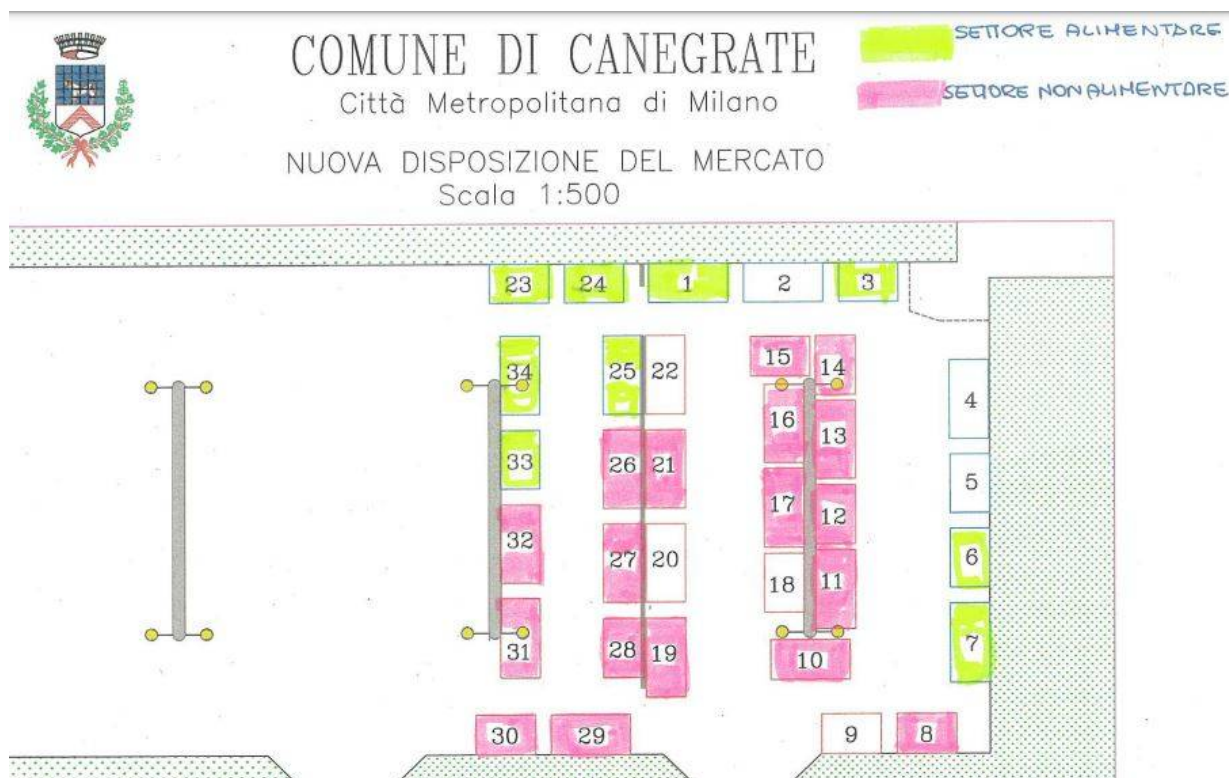 COMUNE DI CANEGRATE
Città Metropolitana di Milano
NUOVA DISPOSIZIONE DEL MERCATO
Scala 1:500
SETTORE ALIMENTARE
SETTORE NON ALIMENTARE
23 24 1 2 3
34 25 22 15 14
4
16 13
33 26 21
5
17 12
32 27 20 18 11
6
31 28 19 10
7
30 29 9 8